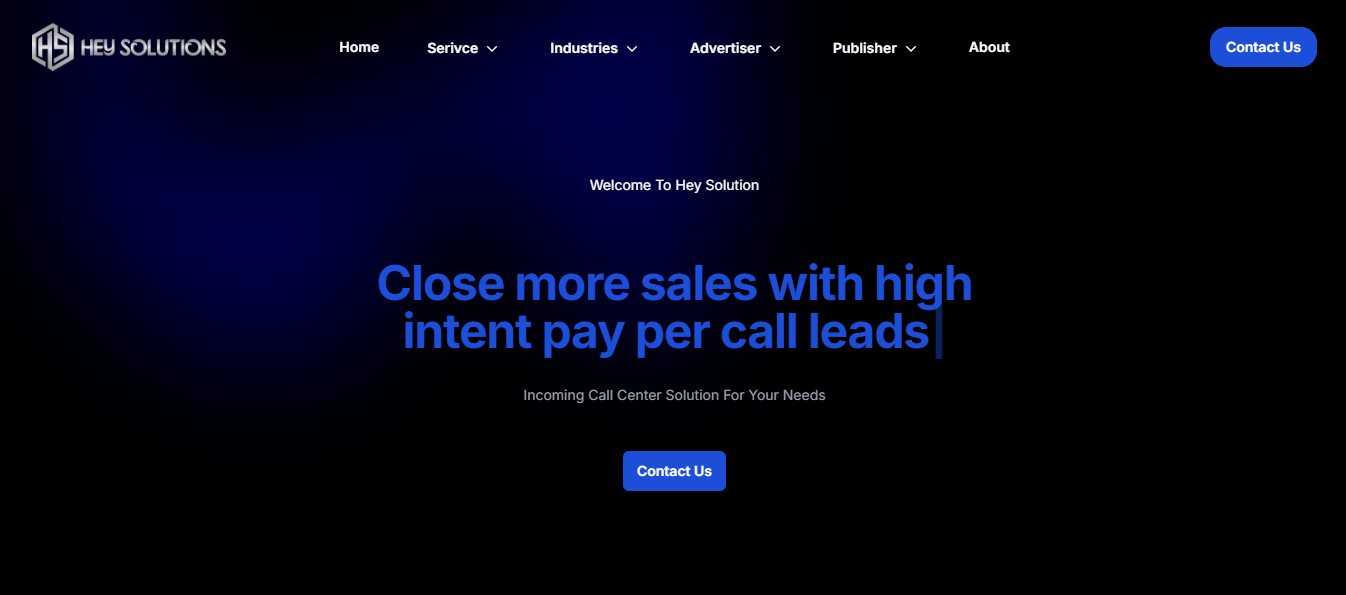 HEY SOLUTIONS
Home
Serivce
Industries
Advertiser
Publisher
About
Contact Us
Welcome To Hey Solution
Close more sales with high
intent pay per call leads
Incoming Call Center Solution For Your Needs
Contact Us